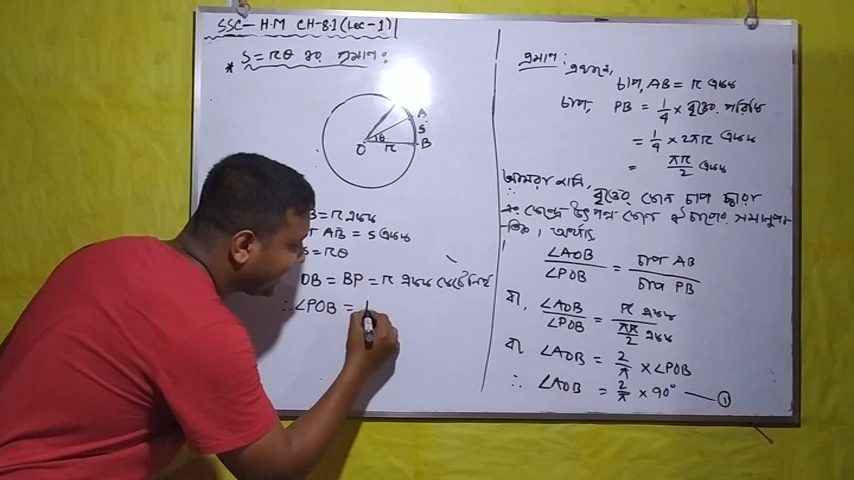 SSC – H.M CH-8.1 (Lec-1)
* S = rθ এর প্রমাণ :
A
S
θ
O
r
B
B = r একক
AB = S একক
S = rθ
OB = BP = r একক
∴ ∠POB = 1
প্রমাণ :
এখানে,
চাপ, AB = r একক
চাপ, PB = 1/4 × বৃত্তের পরিধি
= 1/4 × 2πr একক
= πr/2 একক
আমরা জানি,
বৃত্তের কোন চাপ দ্বারা
কেন্দ্রে উৎপন্ন কোন ঐ চাপের সমানুপা-
-তিক । অর্থাৎ
∠AOB/∠POB = চাপ AB/চাপ PB
বা, ∠AOB/∠POB = r একক/(πr/2 একক)
বা ∠AOB = 2/π × ∠POB
∴ ∠AOB = 2/π × 90° — ①